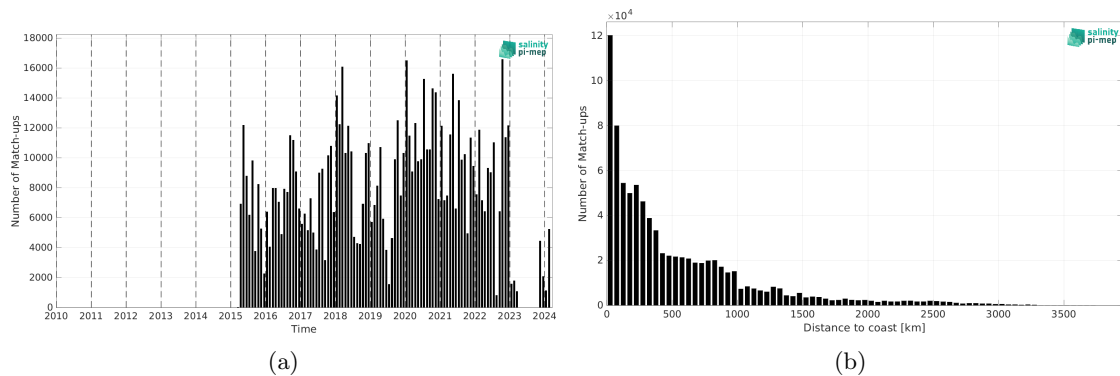 18000
16000
14000
12000
10000
8000
6000
4000
2000
0
Number of Match-ups
2010 2011 2012 2013 2014 2015 2016 2017 2018 2019 2020 2021 2022 2023 2024
Time
salinity
pi-mep
(a)
×10⁴
12
10
8
6
4
2
0
Number of Match-ups
0 500 1000 1500 2000 2500 3000 3500
Distance to coast [km]
salinity
pi-mep
(b)